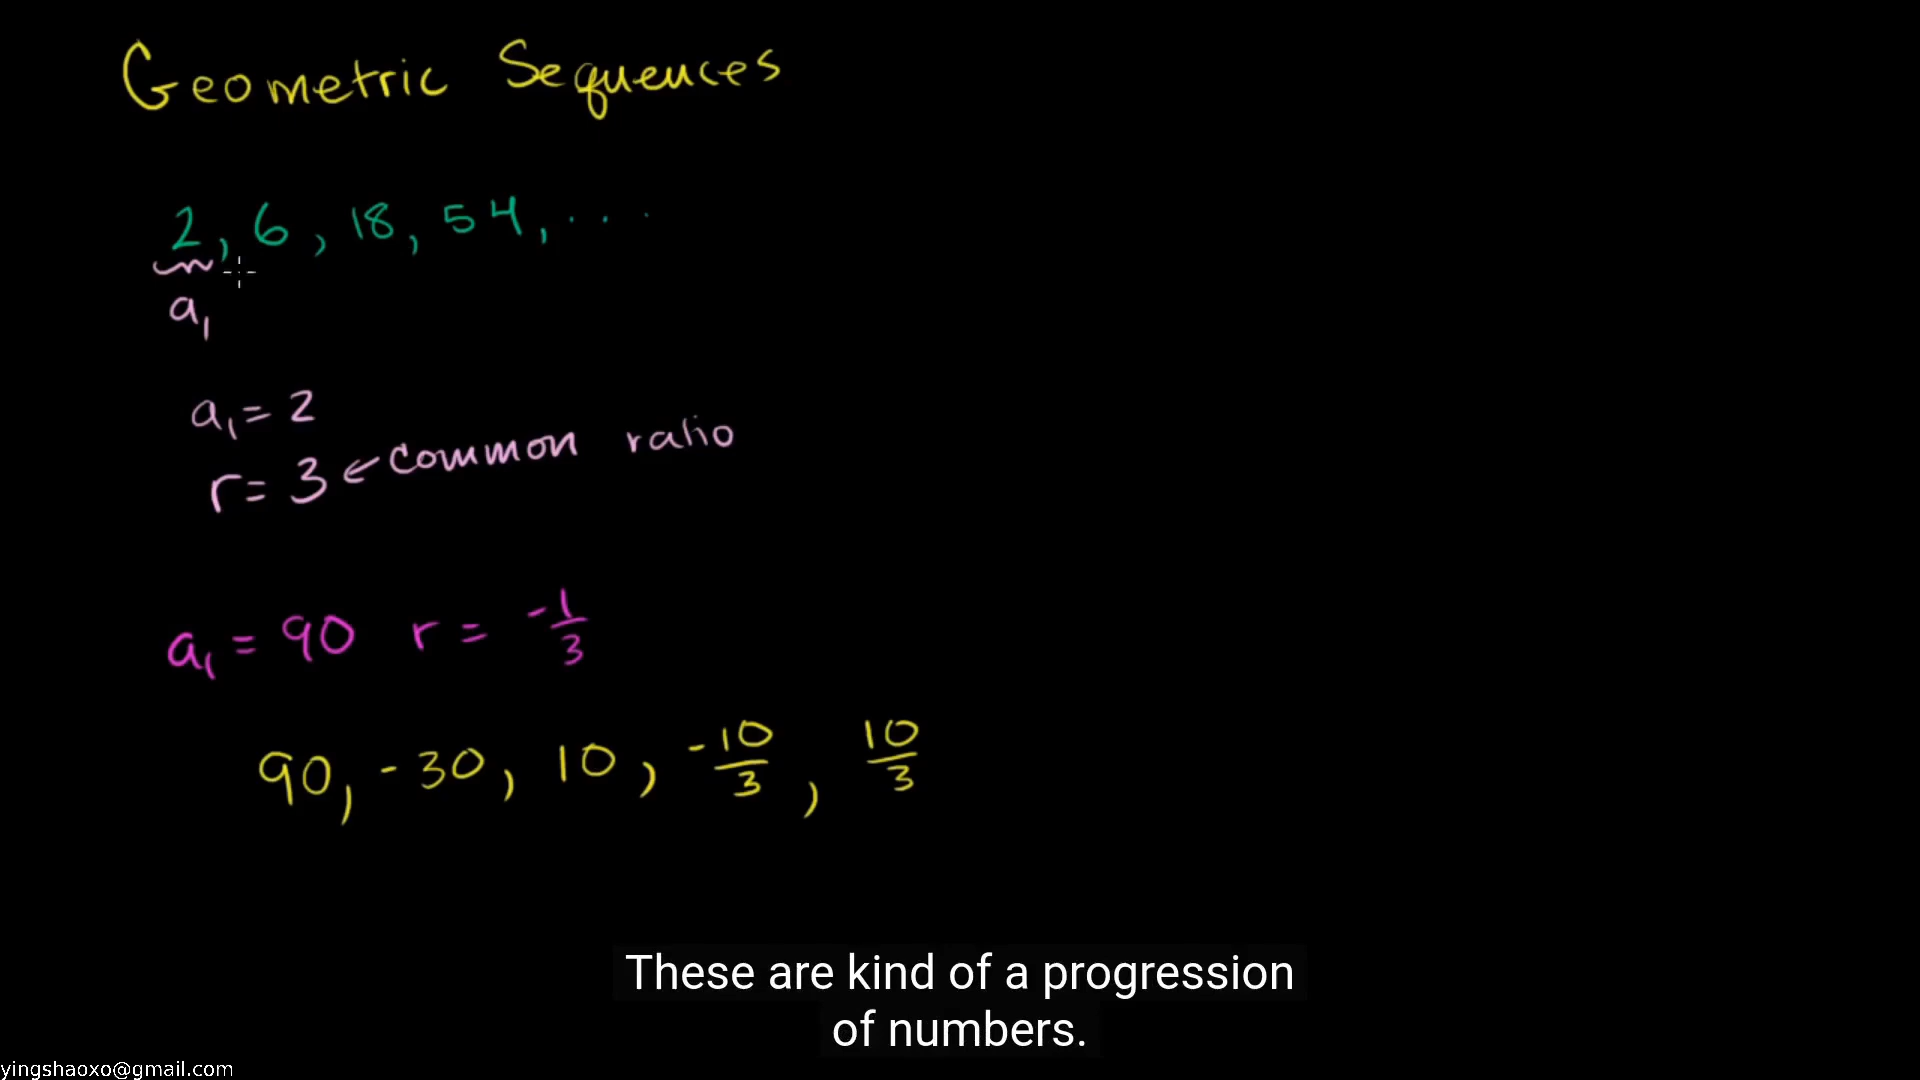 Geometric Sequences
2, 6, 18, 54, ...
a₁
a₁ = 2
r = 3 ← common ratio
a₁ = 90 r = -1/3
90, -30, 10, -10/3, 10/3
These are kind of a progression
of numbers.
yingshaoxo@gmail.com